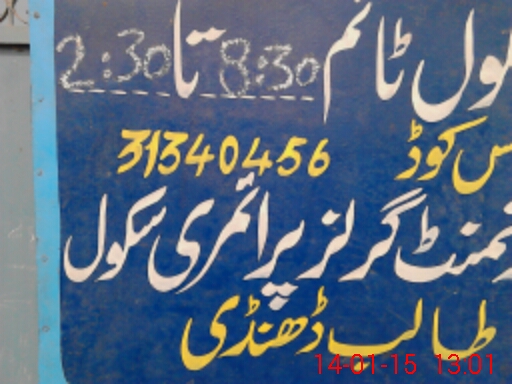 کول ٹائم 8:30 تا 2:30
س کوڈ 31340456
نمنٹ گرلز پرائمری سکول
طالب ڈھنڈی
14-01-15 13:01